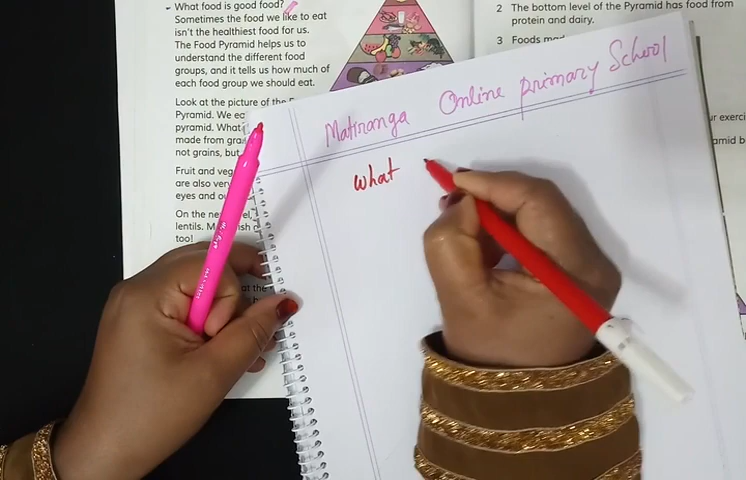 What food is good food?
Sometimes the food we like to eat
isn't the healthiest food for us.
The Food Pyramid helps us to
understand the different food
groups, and it tells us how much of
each food group we should eat.
Look at the picture of the
Pyramid. We
pyramid. What
made from
not grains, but
Fruit and
are also very
eyes and
On the
lentils.
too!
at the
2 The bottom level of the Pyramid has food from
protein and dairy.
3 Foods
Matiranga Online primary School
what